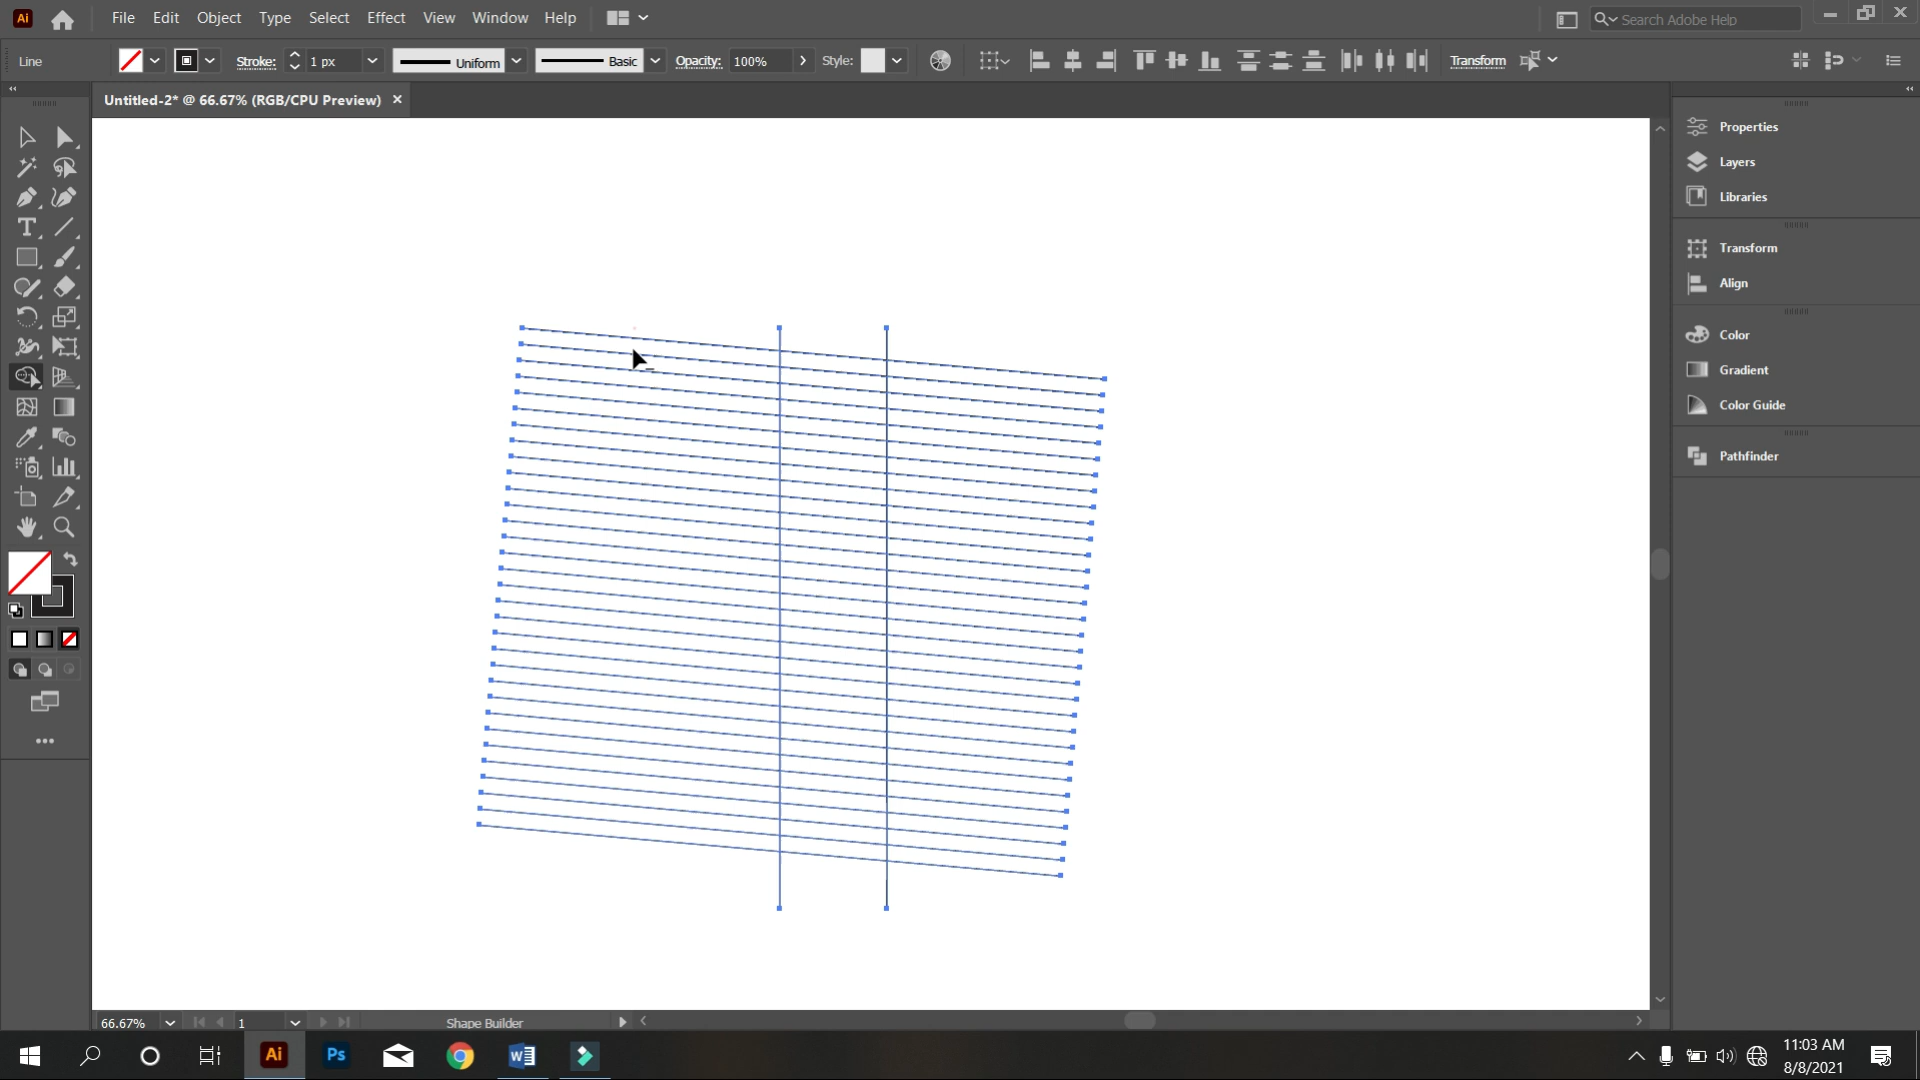 Ai File Edit Object Type Select Effect View Window Help Search Adobe Help
Line Stroke: 1 px Uniform Basic Opacity: 100% Style: Transform
Untitled-2* @ 66.67% (RGB/CPU Preview) ×
Properties
Layers
Libraries
Transform
Align
Color
Gradient
Color Guide
Pathfinder
T
66.67% 1 Shape Builder
Ai Ps W 11:03 AM
8/8/2021